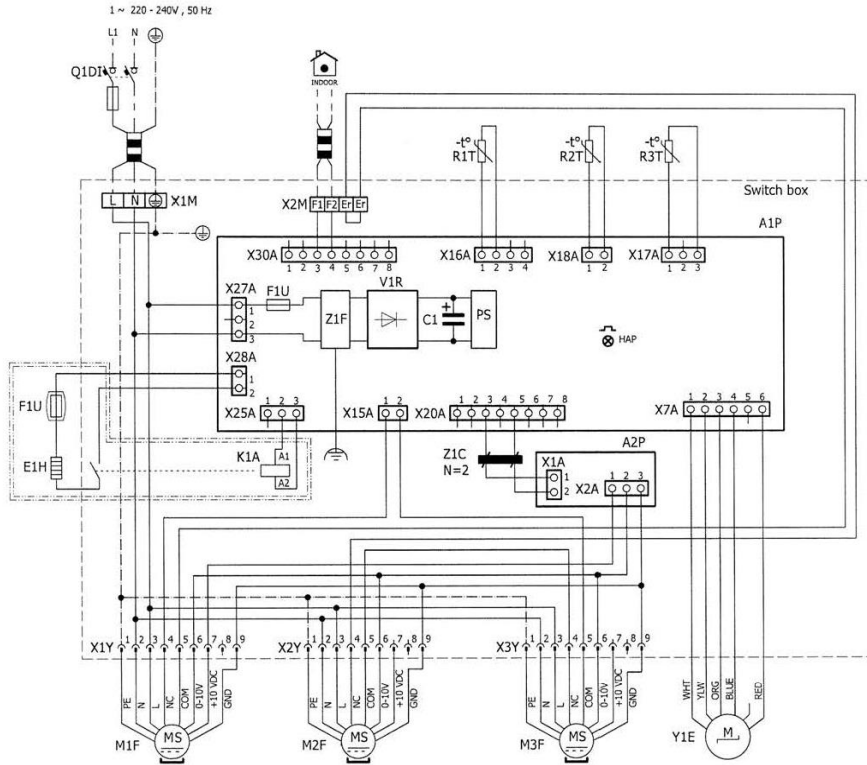 1 ~ 220 - 240V , 50 Hz
L1 N
Q1DI
INDOOR
-t° -t° -t°
R1T R2T R3T
Switch box
L N X1M
X2M F1 F2 Er Er
A1P
X30A X16A X18A X17A
1 2 3 4 5 6 7 8 1 2 3 4 1 2 1 2 3
X27A F1U V1R
1
2
3
Z1F C1 + PS
HAP
X28A
1
2
F1U
X25A 1 2 3 X15A 1 2 X20A 1 2 3 4 5 6 7 8 X7A 1 2 3 4 5 6
A2P
E1H K1A A1
A2
Z1C
N=2
X1A
1
2
X2A 1 2 3
X1Y 1 2 3 4 5 6 7 8 9 X2Y 1 2 3 4 5 6 7 8 9 X3Y 1 2 3 4 5 6 7 8 9
PE N L NC COM 0-10V +10 VDC GND
PE N L NC COM 0-10V +10 VDC GND
PE N L NC COM 0-10V +10 VDC GND
WHT YLW ORG BLUE RED
M1F MS M2F MS M3F MS Y1E M